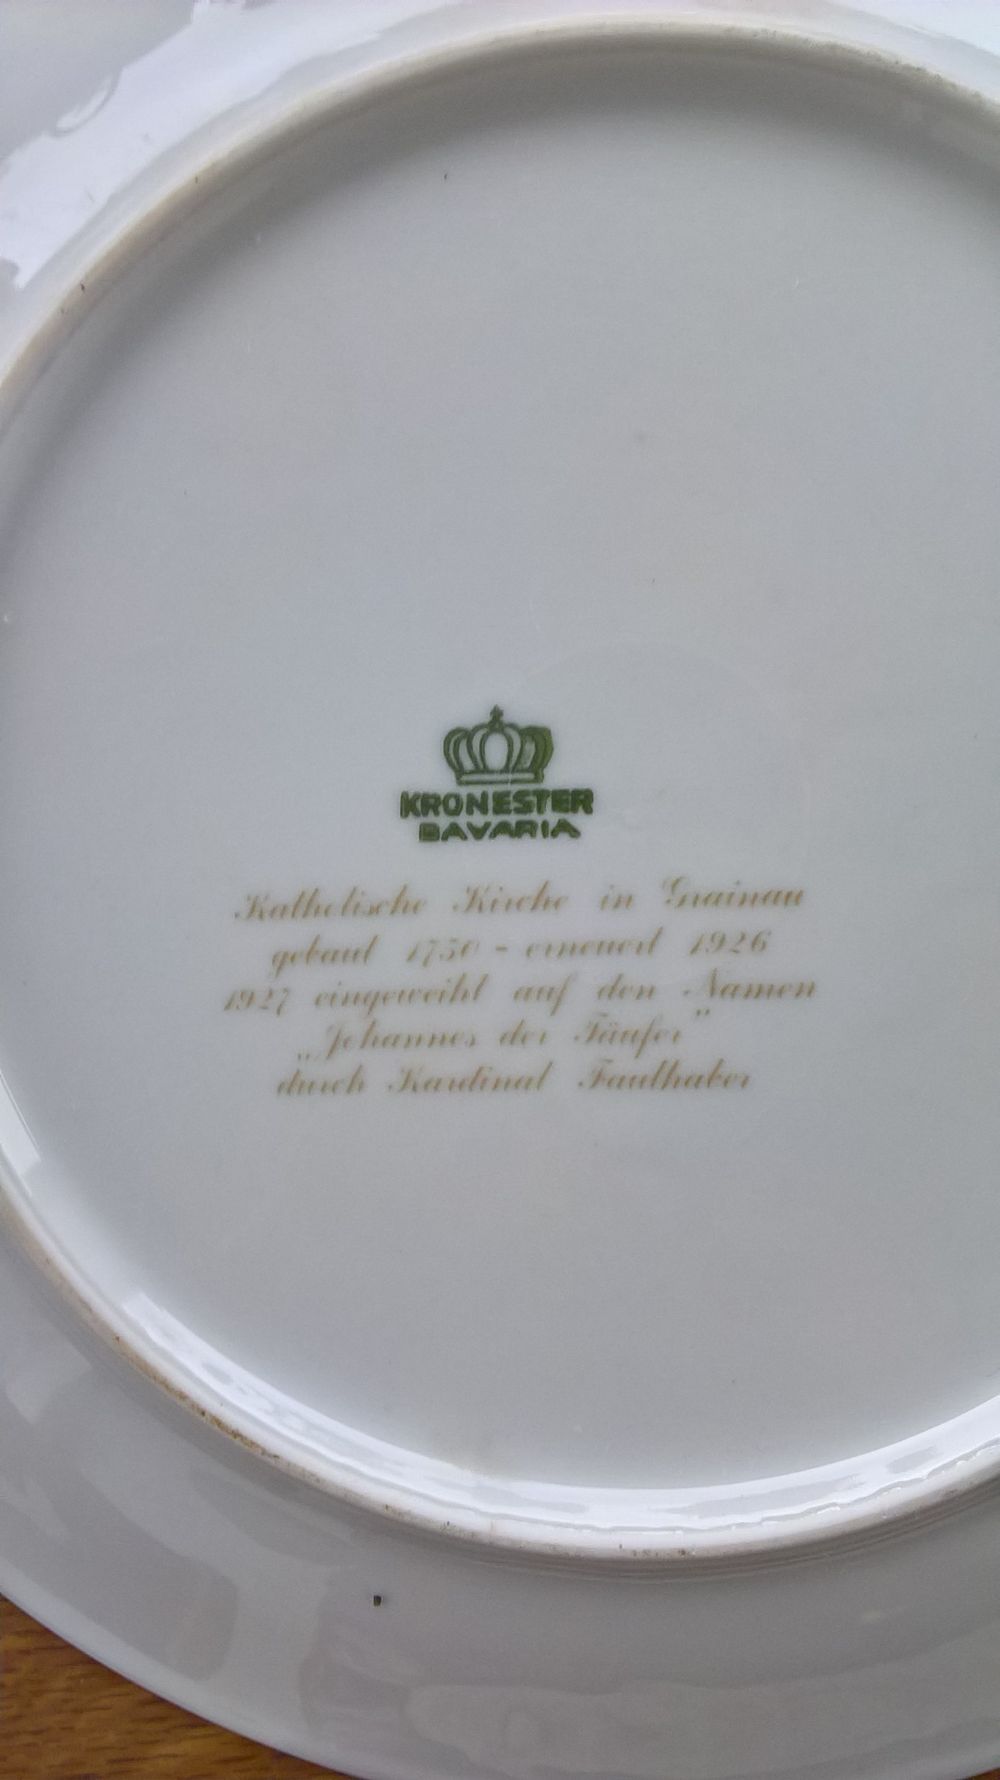 KRONESTER
BAVARIA
Katholische Kirche in Grainau
gebaut 1750 - erneuert 1926
1927 eingeweiht auf den Namen
„Johannes der Täufer"
durch Kardinal Faulhaber